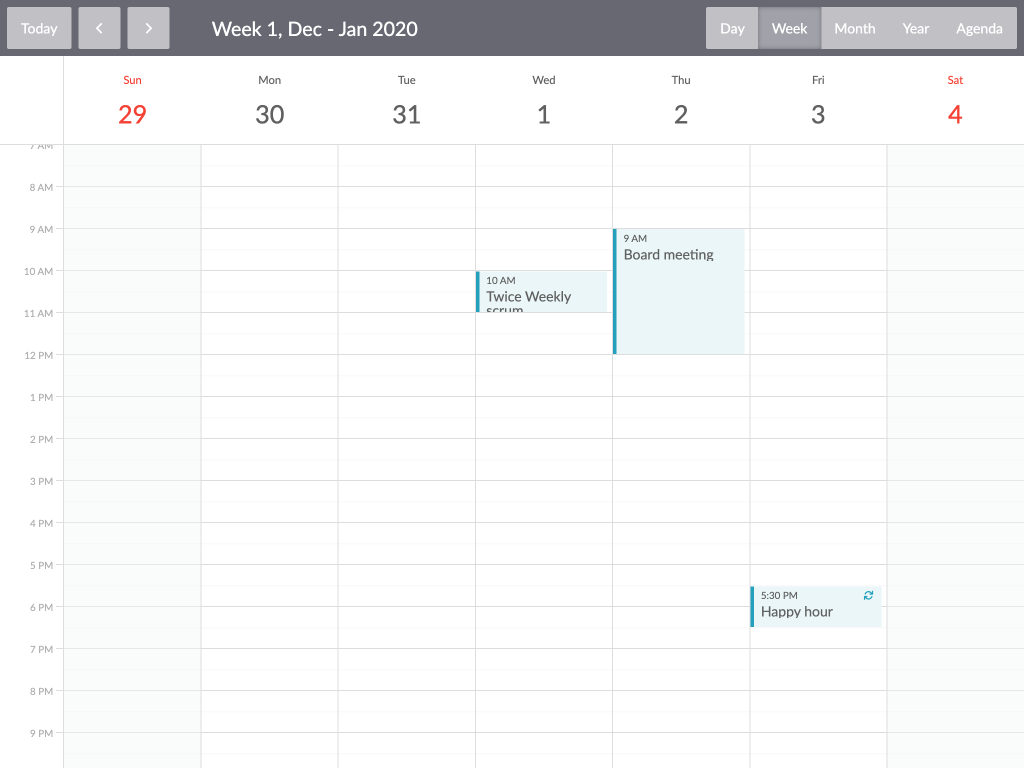 Today
Week 1, Dec - Jan 2020
Day Week Month Year Agenda
Sun Mon Tue Wed Thu Fri Sat
29 30 31 1 2 3 4
7 AM
8 AM
9 AM
9 AM
Board meeting
10 AM
10 AM
Twice Weekly
scrum
11 AM
12 PM
1 PM
2 PM
3 PM
4 PM
5 PM
5:30 PM
Happy hour
6 PM
7 PM
8 PM
9 PM